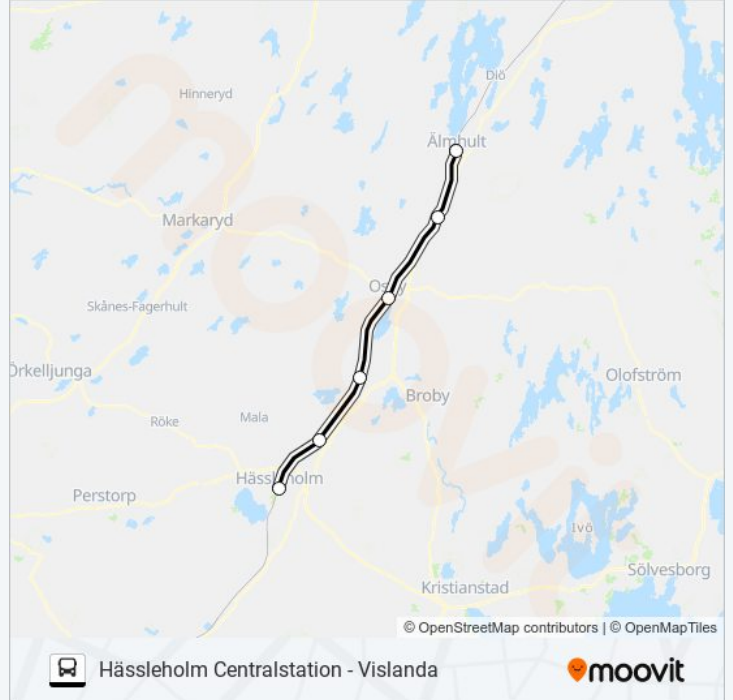 Diö
Hinneryd
Älmhult
Markaryd
Osby
Skånes-Fagerhult
Örkelljunga
Olofström
Broby
Mala
Röke
Hässleholm
Perstorp
Ivö
Sölvesborg
Kristianstad
© OpenStreetMap contributors | © OpenMapTiles
Hässleholm Centralstation - Vislanda
moovit
moovit